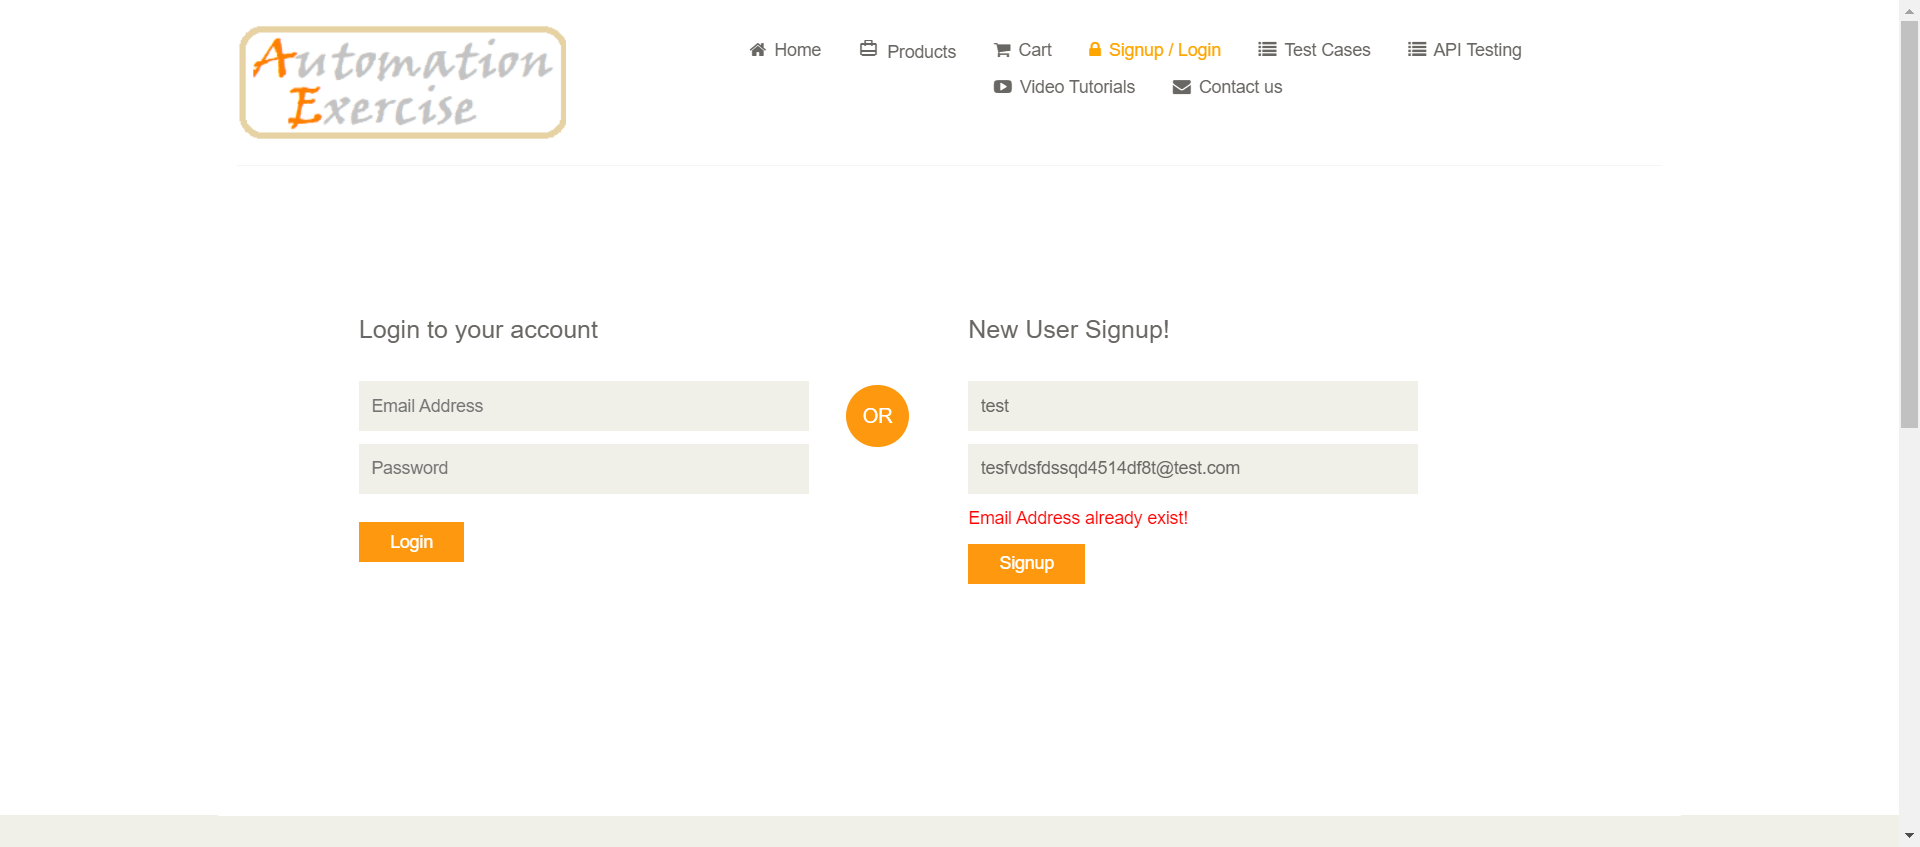 Automation
Exercise
Home
Products
Cart
Signup / Login
Test Cases
API Testing
Video Tutorials
Contact us
Login to your account
Email Address
Password
Login
OR
New User Signup!
test
tesfvdsfdssqd4514df8t@test.com
Email Address already exist!
Signup